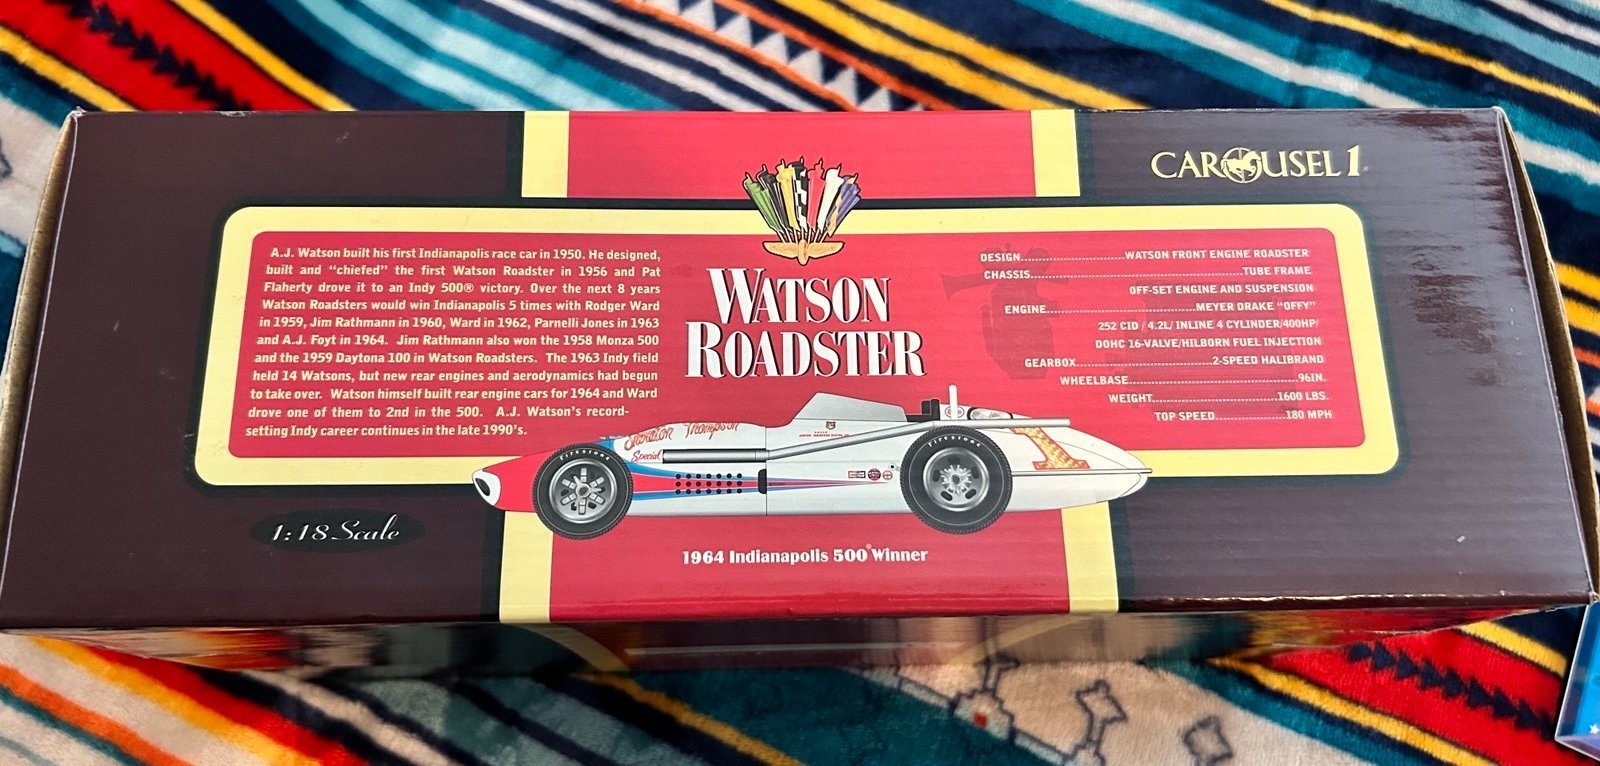 CAROUSEL 1
A.J. Watson built his first Indianapolis race car in 1950. He designed,
built and "chiefed" the first Watson Roadster in 1956 and Pat
Flaherty drove it to an Indy 500® victory. Over the next 8 years
Watson Roadsters would win Indianapolis 5 times with Rodger Ward
in 1959, Jim Rathmann in 1960, Ward in 1962, Parnelli Jones in 1963
and A.J. Foyt in 1964. Jim Rathmann also won the 1958 Monza 500
and the 1959 Daytona 100 in Watson Roadsters. The 1963 Indy field
held 14 Watsons, but new rear engines and aerodynamics had begun
to take over. Watson himself built rear engine cars for 1964 and Ward
drove one of them to 2nd in the 500. A.J. Watson's record-
setting Indy career continues in the late 1990's.
WATSON
ROADSTER
DESIGN..........................WATSON FRONT ENGINE ROADSTER
CHASSIS.....................................................TUBE FRAME
OFF-SET ENGINE AND SUSPENSION
ENGINE.....................................MEYER DRAKE "OFFY"
252 CID / 4.2L/ INLINE 4 CYLINDER/400HP/
DOHC 16-VALVE/HILBORN FUEL INJECTION
GEARBOX..................................2-SPEED HALIBRAND
WHEELBASE..........................................96IN.
WEIGHT................................1600 LBS.
TOP SPEED.................180 MPH
Sheraton Thompson
Special
Firestone
Firestone
1
1:18 Scale
1964 Indianapolis 500® Winner